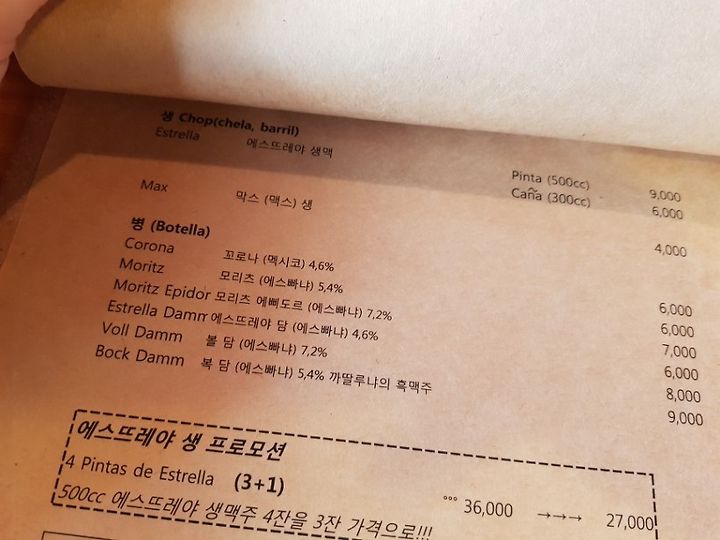 생 Chop(chela, barril)
Estrella 에스뜨레야 생맥
Pinta (500cc) 9,000
Caña (300cc) 6,000
Max 막스 (맥스) 생 4,000
병 (Botella)
Corona 꼬로나 (멕시코) 4,6% 6,000
Moritz 모리츠 (에스빠냐) 5,4% 6,000
Moritz Epidor 모리츠 에삐도르 (에스빠냐) 7,2% 7,000
Estrella Damm 에스뜨레야 담 (에스빠냐) 4,6% 6,000
Voll Damm 볼 담 (에스빠냐) 7,2% 8,000
Bock Damm 복 담 (에스빠냐) 5,4% 까딸루냐의 흑맥주 9,000
에스뜨레야 생 프로모션
4 Pintas de Estrella (3+1) °°° 36,000 →→→ 27,000
500cc 에스뜨레야 생맥주 4잔을 3잔 가격으로!!!